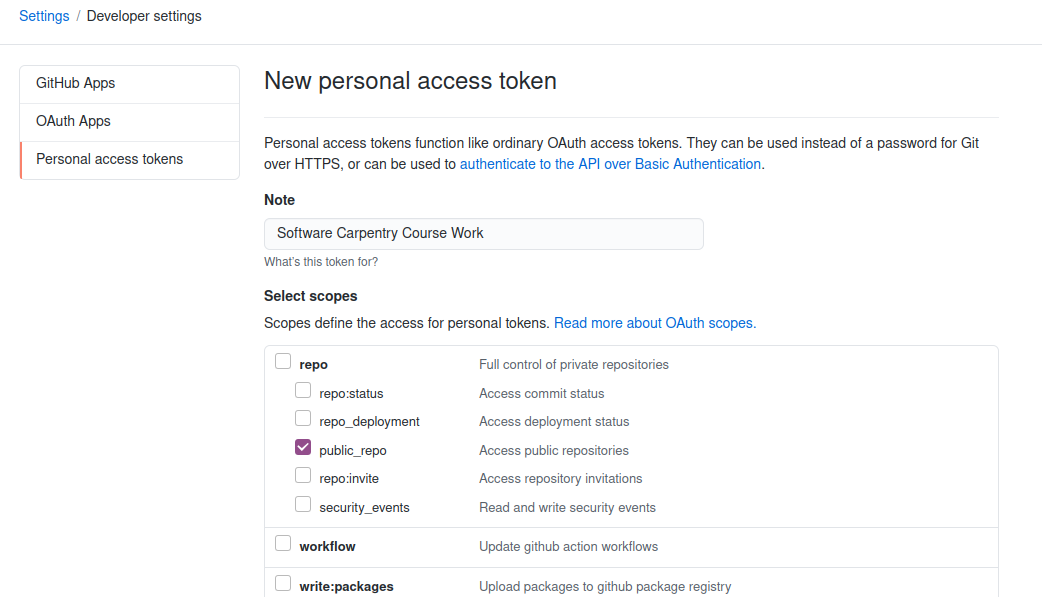 Settings / Developer settings
GitHub Apps
OAuth Apps
Personal access tokens
New personal access token
Personal access tokens function like ordinary OAuth access tokens. They can be used instead of a password for Git
over HTTPS, or can be used to authenticate to the API over Basic Authentication.
Note
Software Carpentry Course Work
What's this token for?
Select scopes
Scopes define the access for personal tokens. Read more about OAuth scopes.
repo Full control of private repositories
repo:status Access commit status
repo_deployment Access deployment status
public_repo Access public repositories
repo:invite Access repository invitations
security_events Read and write security events
workflow Update github action workflows
write:packages Upload packages to github package registry